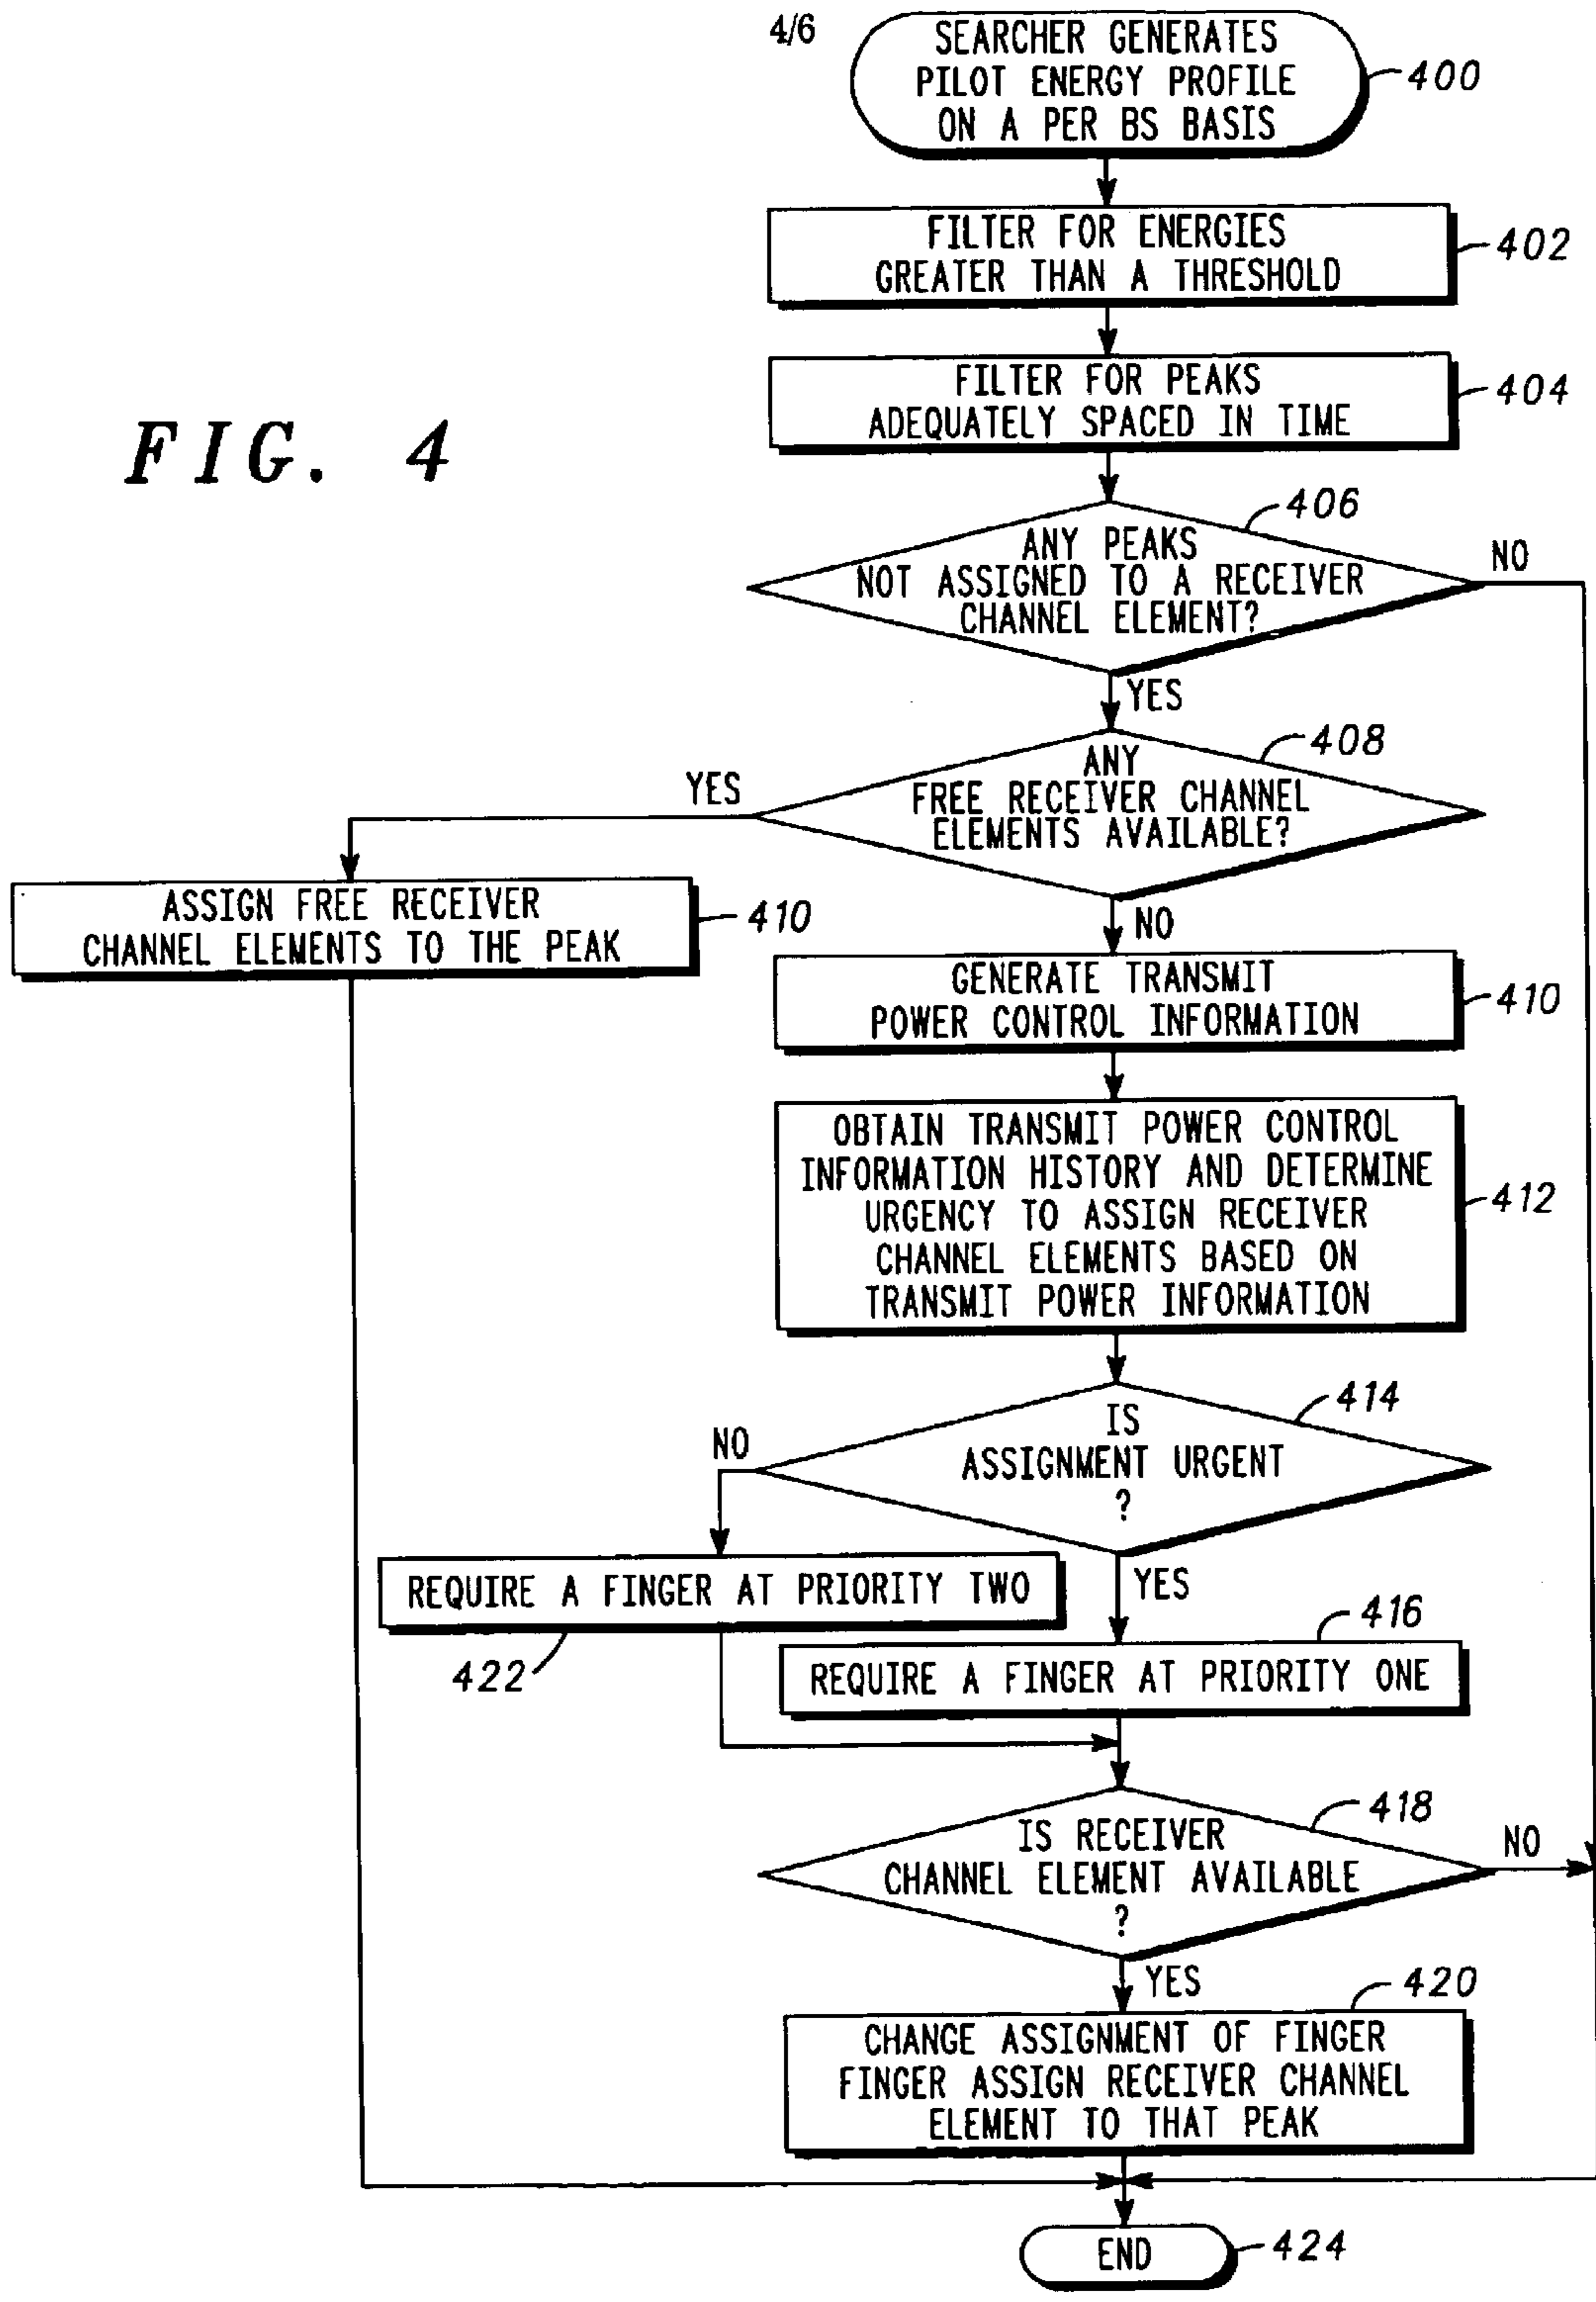 4/6
SEARCHER GENERATES
PILOT ENERGY PROFILE
ON A PER BS BASIS
400
FILTER FOR ENERGIES
GREATER THAN A THRESHOLD
402
FILTER FOR PEAKS
ADEQUATELY SPACED IN TIME
404
FIG. 4
406
ANY PEAKS
NOT ASSIGNED TO A RECEIVER
CHANNEL ELEMENT?
NO
YES
408
ANY
FREE RECEIVER CHANNEL
ELEMENTS AVAILABLE?
YES
NO
ASSIGN FREE RECEIVER
CHANNEL ELEMENTS TO THE PEAK
410
GENERATE TRANSMIT
POWER CONTROL INFORMATION
410
OBTAIN TRANSMIT POWER CONTROL
INFORMATION HISTORY AND DETERMINE
URGENCY TO ASSIGN RECEIVER
CHANNEL ELEMENTS BASED ON
TRANSMIT POWER INFORMATION
412
414
IS
ASSIGNMENT URGENT
?
NO
YES
REQUIRE A FINGER AT PRIORITY TWO
422
416
REQUIRE A FINGER AT PRIORITY ONE
418
IS RECEIVER
CHANNEL ELEMENT AVAILABLE
?
NO
YES
420
CHANGE ASSIGNMENT OF FINGER
FINGER ASSIGN RECEIVER CHANNEL
ELEMENT TO THAT PEAK
END
424